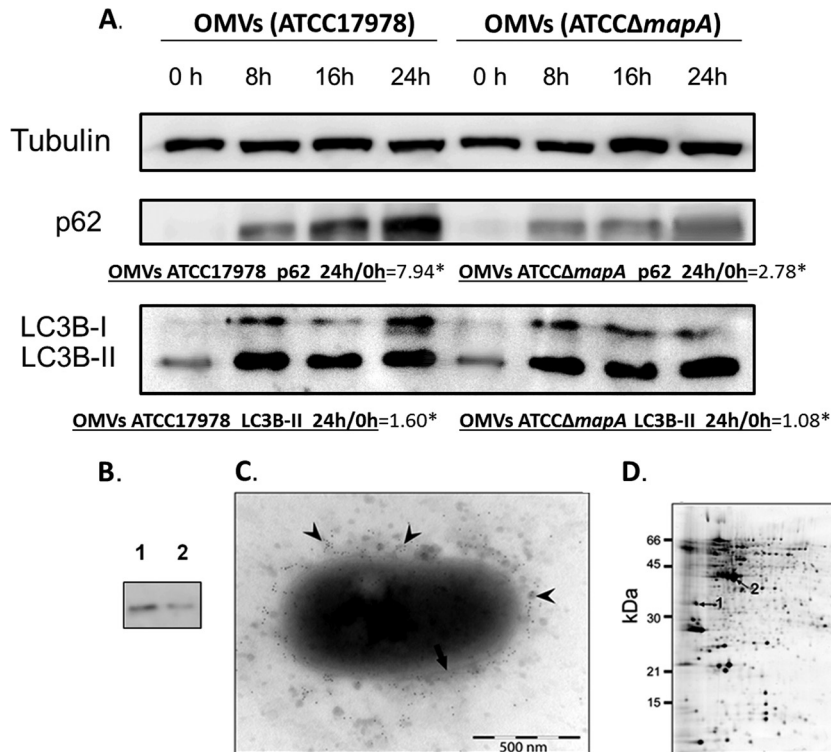 A.
OMVs (ATCC17978) OMVs (ATCCΔmapA)
0 h 8h 16h 24h 0 h 8h 16h 24h
Tubulin
p62
OMVs ATCC17978 p62 24h/0h=7.94* OMVs ATCCΔmapA p62 24h/0h=2.78*
LC3B-I
LC3B-II
OMVs ATCC17978 LC3B-II 24h/0h=1.60* OMVs ATCCΔmapA LC3B-II 24h/0h=1.08*
B. C. D.
1 2
500 nm
kDa
66
45
30
21
15
1
2